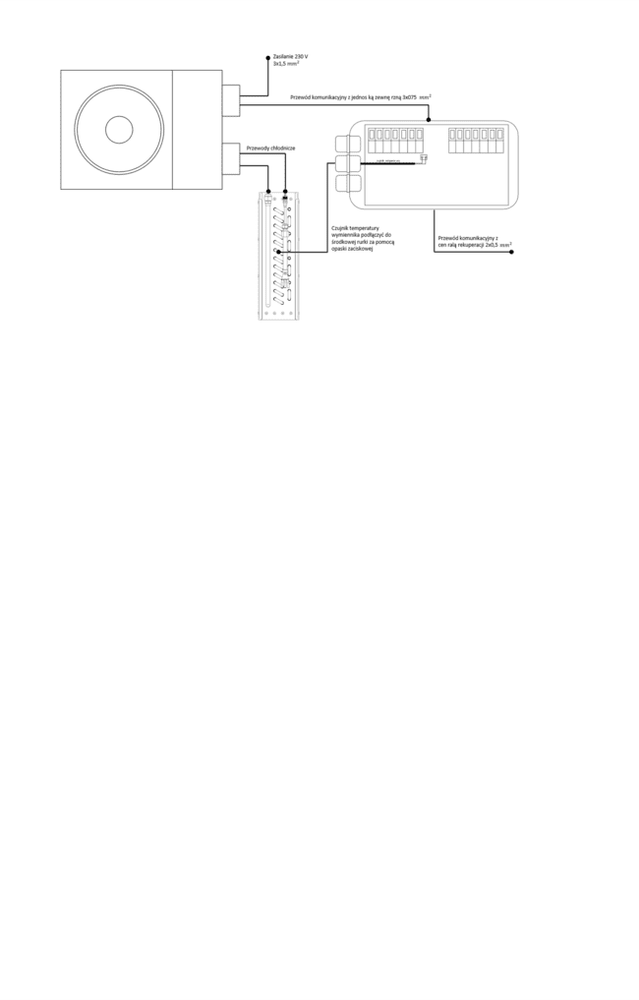 Zasilanie 230 V
3x1,5 mm²
Przewód komunikacyjny z jednos ką zewnę rzną 3x075 mm²
Przewody chłodnicze
Czujnik temperatury
wymiennika podłączyć do
środkowej rurki za pomocą
opaski zaciskowej
Przewód komunikacyjny z
cen ralą rekuperacji 2x0,5 mm²